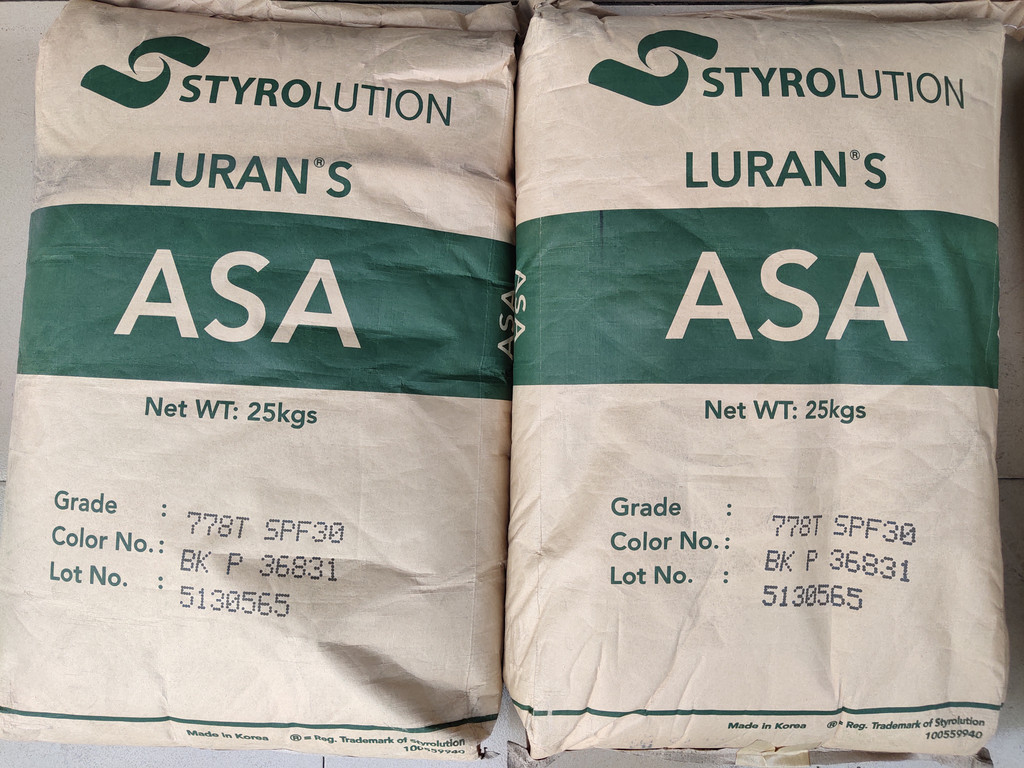 STYROLUTION
LURAN®S
ASA
Net WT: 25kgs
Grade : 778T SPF30
Color No. : BK P 36831
Lot No. : 5130565
Made in Korea ® = Reg. Trademark of Styrolution
100559940
ASA
ASA
STYROLUTION
LURAN®S
ASA
Net WT: 25kgs
Grade : 778T SPF30
Color No. : BK P 36831
Lot No. : 5130565
Made in Korea ® = Reg. Trademark of Styrolution
100559940